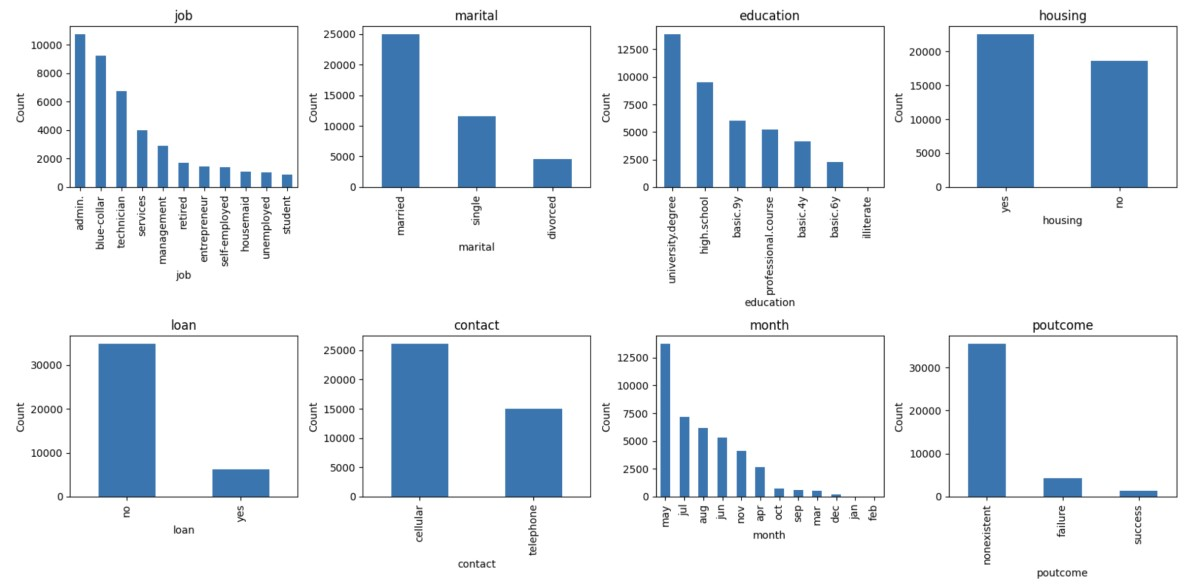 job
Count
10000
8000
6000
4000
2000
0
admin.
blue-collar
technician
services
management
retired
entrepreneur
self-employed
housemaid
unemployed
student
job
marital
Count
25000
20000
15000
10000
5000
0
married
single
divorced
marital
education
Count
12500
10000
7500
5000
2500
0
university.degree
high.school
basic.9y
professional.course
basic.4y
basic.6y
illiterate
education
housing
Count
20000
15000
10000
5000
0
yes
no
housing
loan
Count
30000
20000
10000
0
no
yes
loan
contact
Count
25000
20000
15000
10000
5000
0
cellular
telephone
contact
month
Count
12500
10000
7500
5000
2500
0
may
jul
aug
jun
nov
apr
oct
sep
mar
dec
jan
feb
month
poutcome
Count
30000
20000
10000
0
nonexistent
failure
success
poutcome